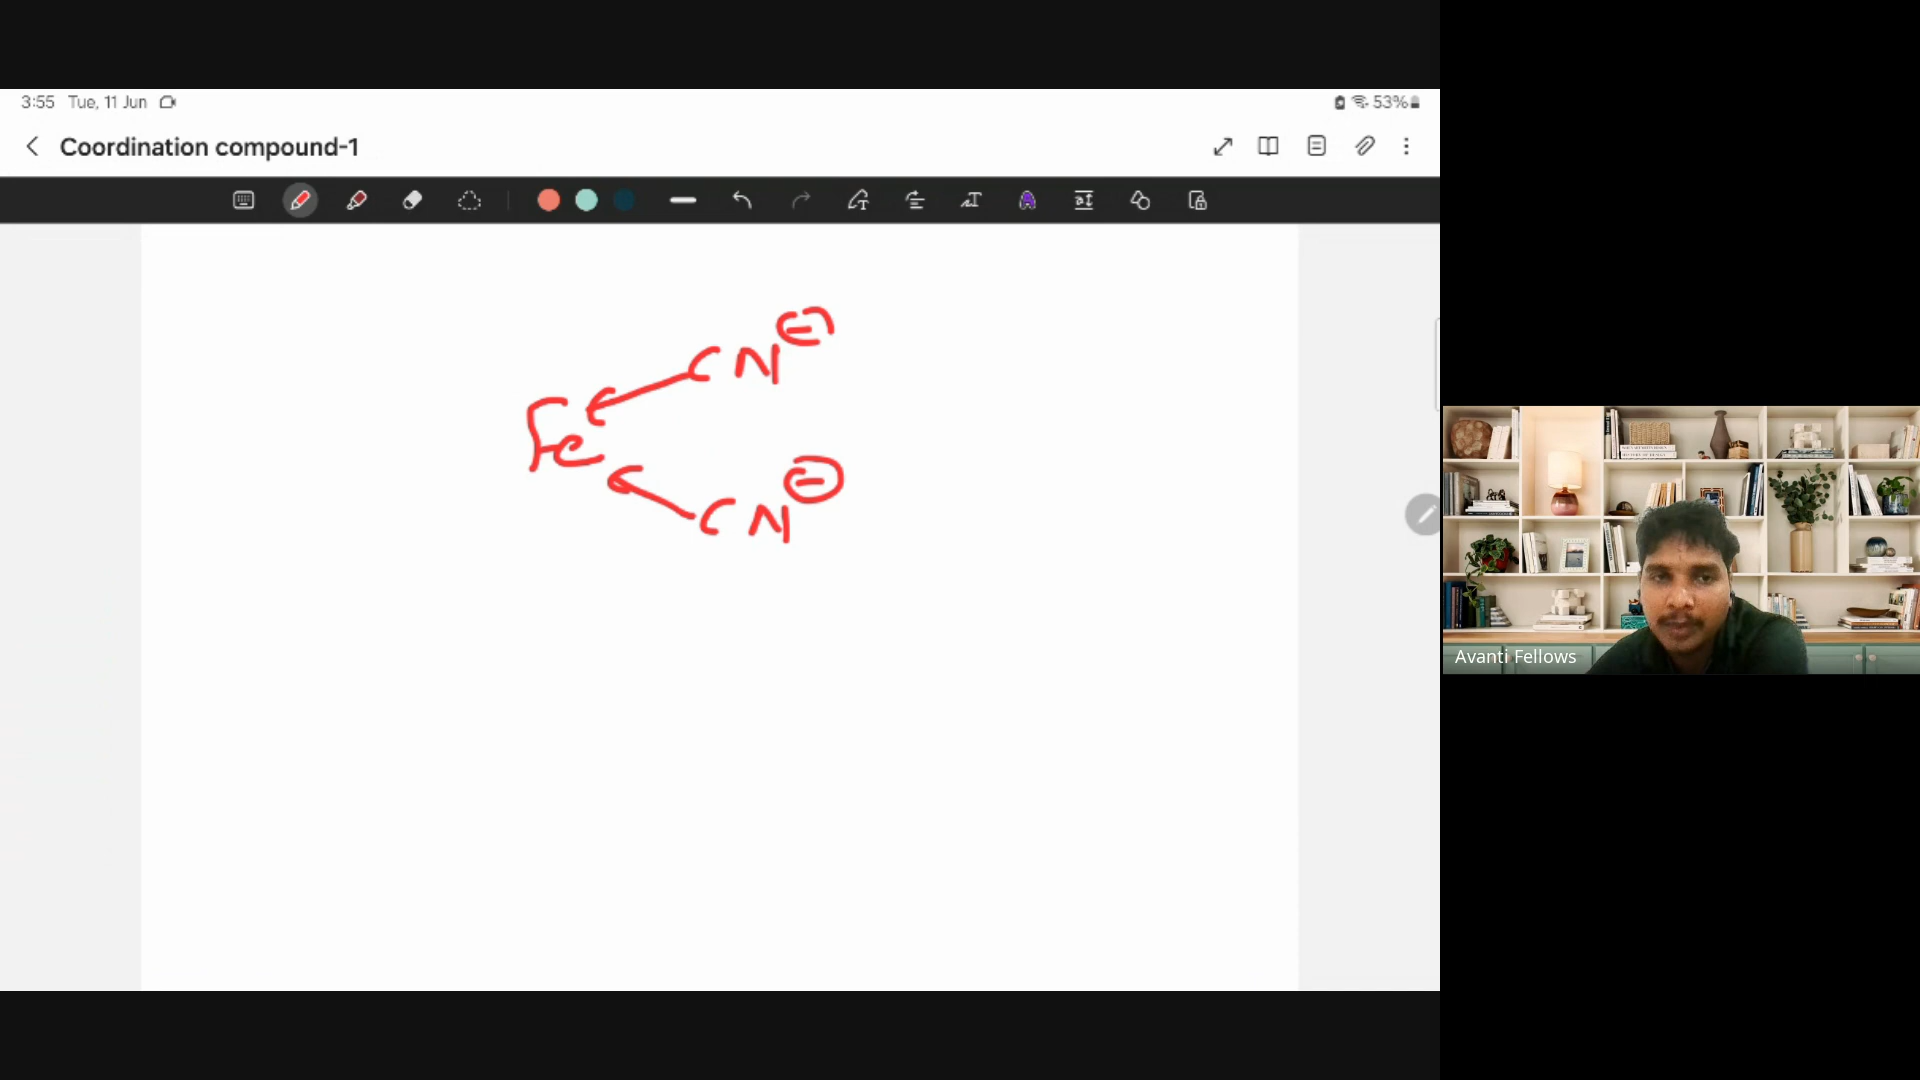 3:55 Tue, 11 Jun
53%
Coordination compound-1
CN⊖
Fe
CN⊖
Avanti Fellows